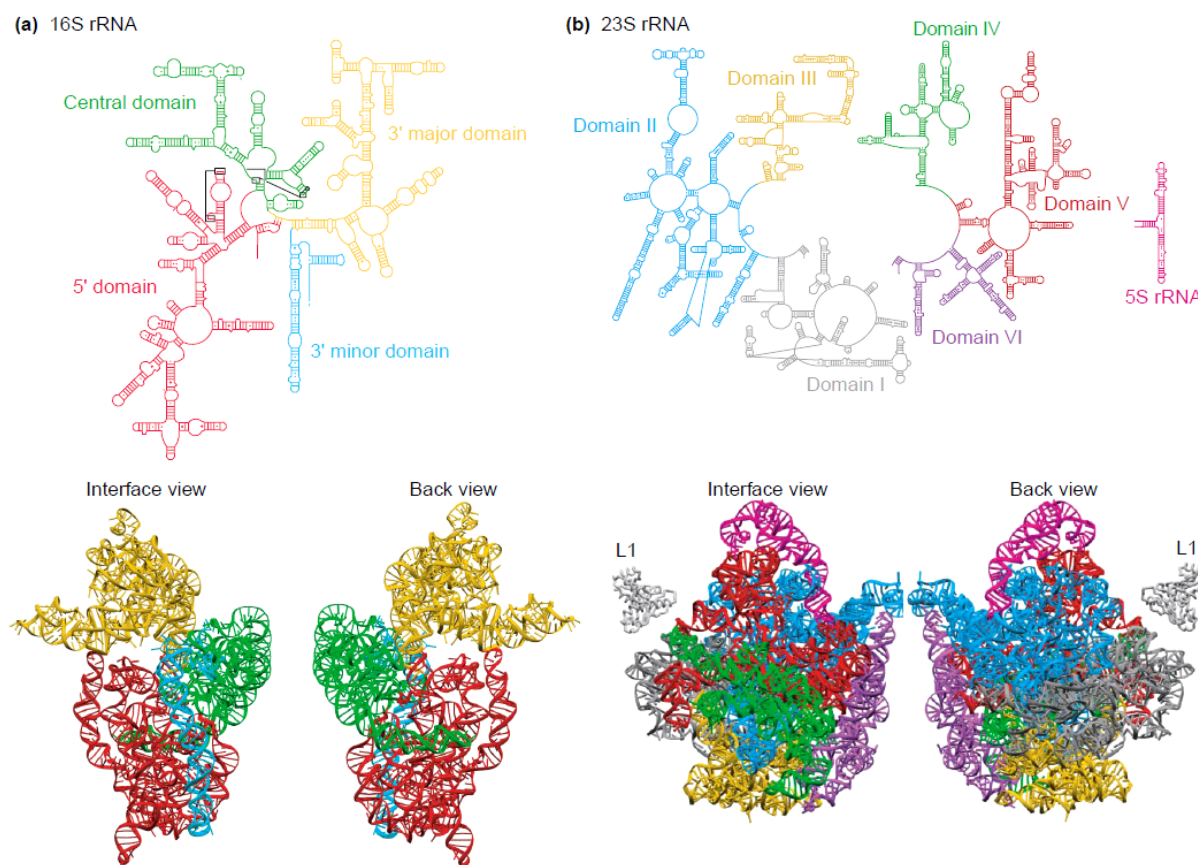 (a) 16S rRNA
Central domain
3' major domain
5' domain
3' minor domain
Interface view
Back view
(b) 23S rRNA
Domain IV
Domain III
Domain II
Domain V
5S rRNA
Domain VI
Domain I
Interface view
Back view
L1
L1